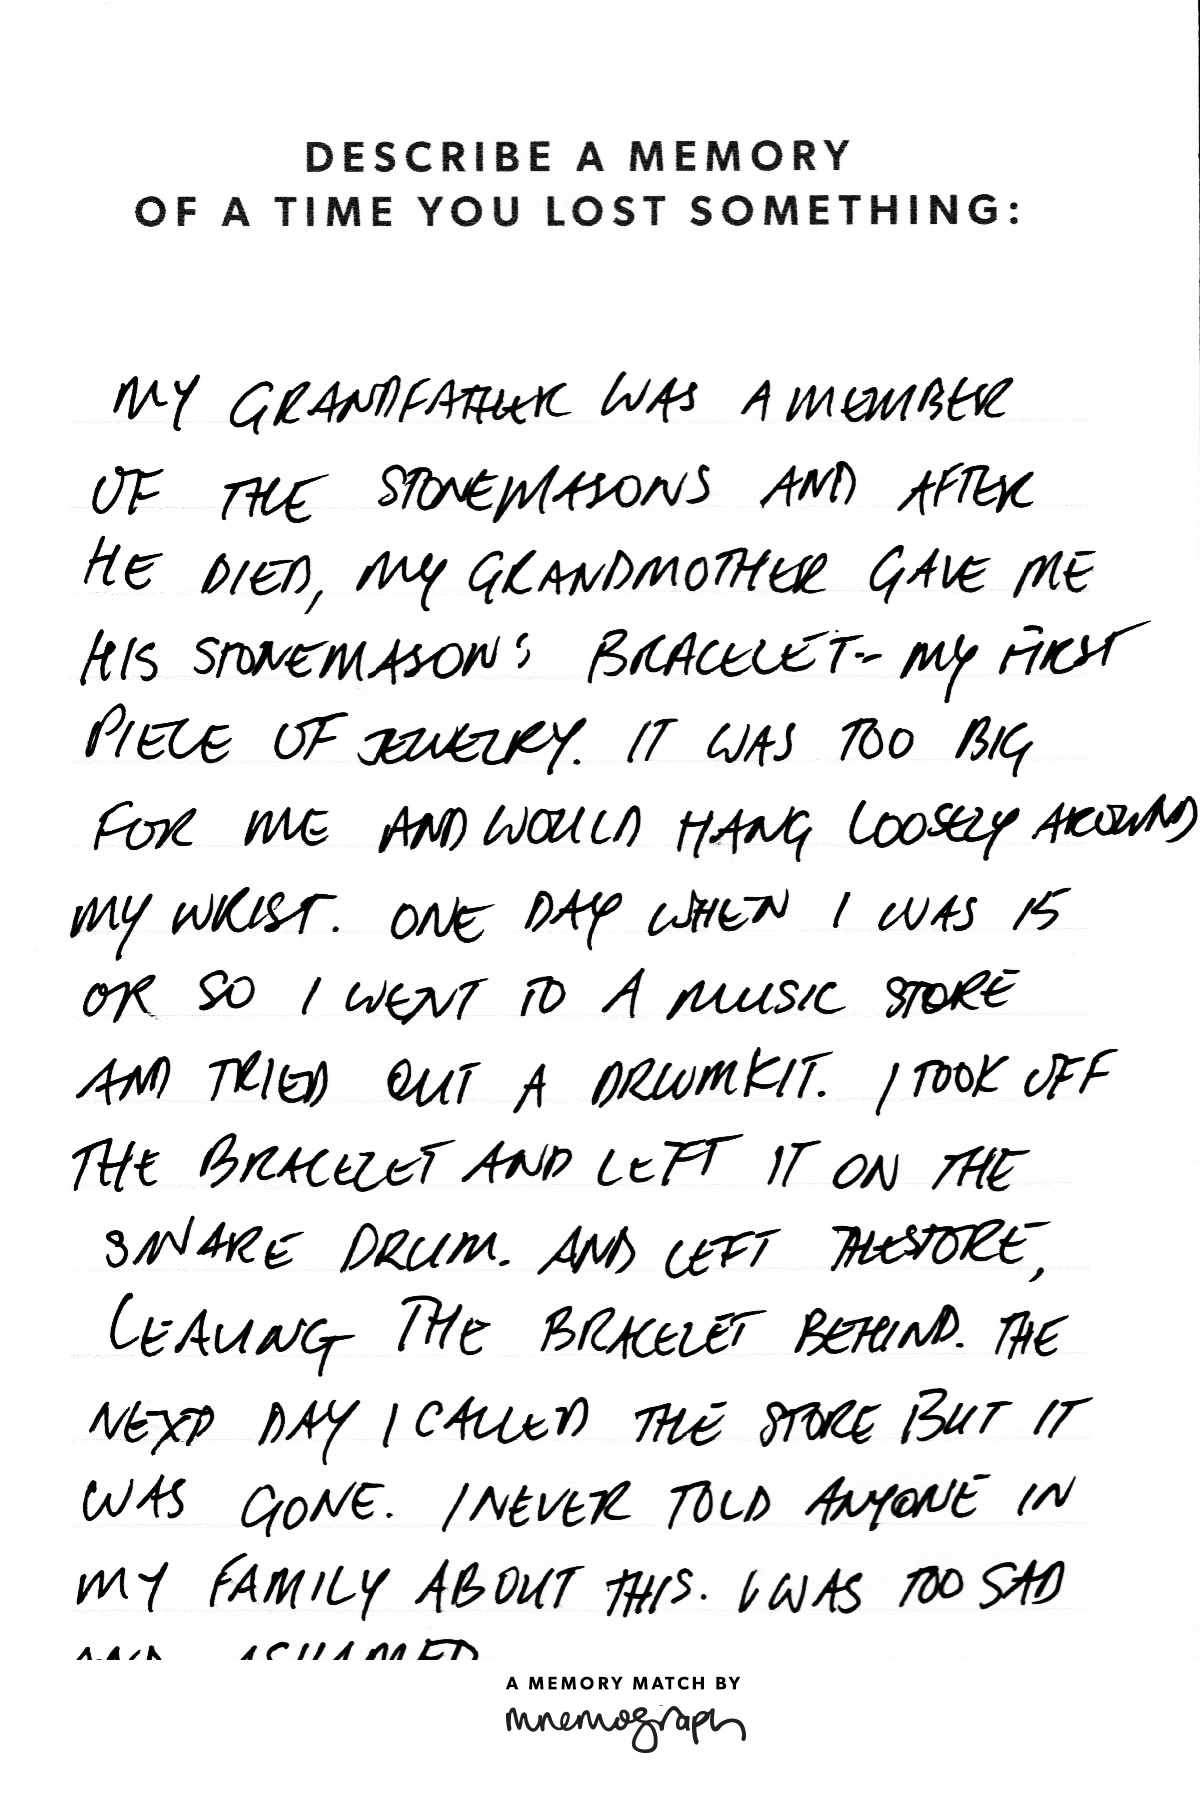 DESCRIBE A MEMORY
OF A TIME YOU LOST SOMETHING:
MY GRANDFATHER WAS A MEMBER
OF THE STONEMASONS AND AFTER
HE DIED, MY GRANDMOTHER GAVE ME
HIS STONEMASON'S BRACELET-- MY FIRST
PIECE OF JEWELRY. IT WAS TOO BIG
FOR ME AND WOULD HANG LOOSELY AROUND
MY WRIST. ONE DAY WHEN I WAS 15
OR SO I WENT TO A MUSIC STORE
AND TRIED OUT A DRUMKIT. I TOOK OFF
THE BRACELET AND LEFT IT ON THE
SNARE DRUM. AND LEFT THE STORE,
LEAVING THE BRACELET BEHIND. THE
NEXT DAY I CALLED THE STORE BUT IT
WAS GONE. I NEVER TOLD ANYONE IN
MY FAMILY ABOUT THIS. I WAS TOO SAD
AND ASHAMED
A MEMORY MATCH BY
mnemograph